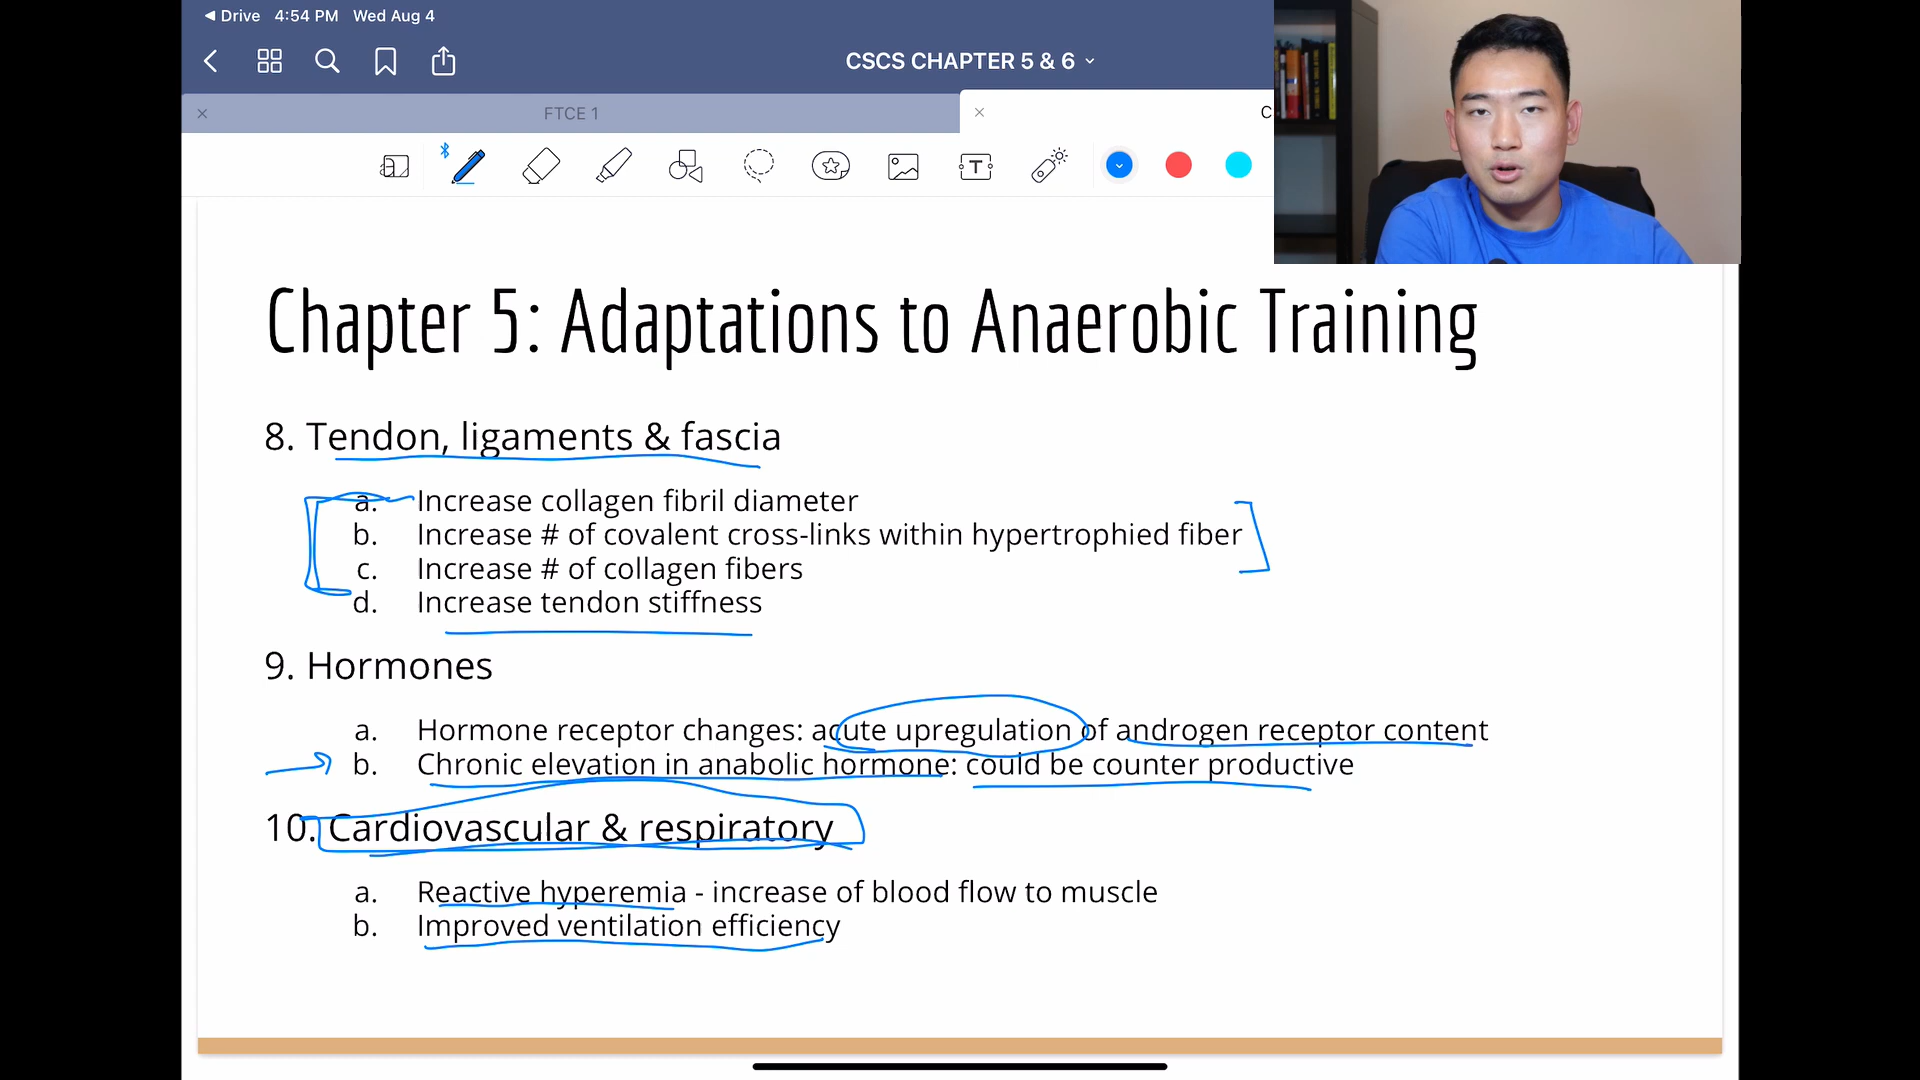 Drive 4:54 PM Wed Aug 4
CSCS CHAPTER 5 & 6
FTCE 1
C
T
Chapter 5: Adaptations to Anaerobic Training
8. Tendon, ligaments & fascia
a. Increase collagen fibril diameter
b. Increase # of covalent cross-links within hypertrophied fiber
c. Increase # of collagen fibers
d. Increase tendon stiffness
9. Hormones
a. Hormone receptor changes: acute upregulation of androgen receptor content
b. Chronic elevation in anabolic hormone: could be counter productive
10. Cardiovascular & respiratory
a. Reactive hyperemia - increase of blood flow to muscle
b. Improved ventilation efficiency